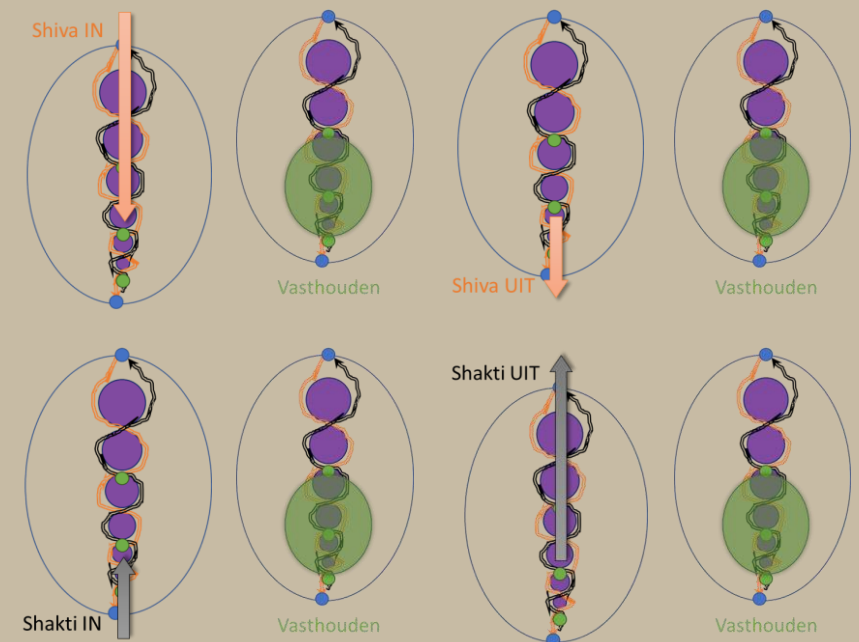 Shiva IN
Vasthouden
Shiva UIT
Vasthouden
Shakti IN
Vasthouden
Shakti UIT
Vasthouden